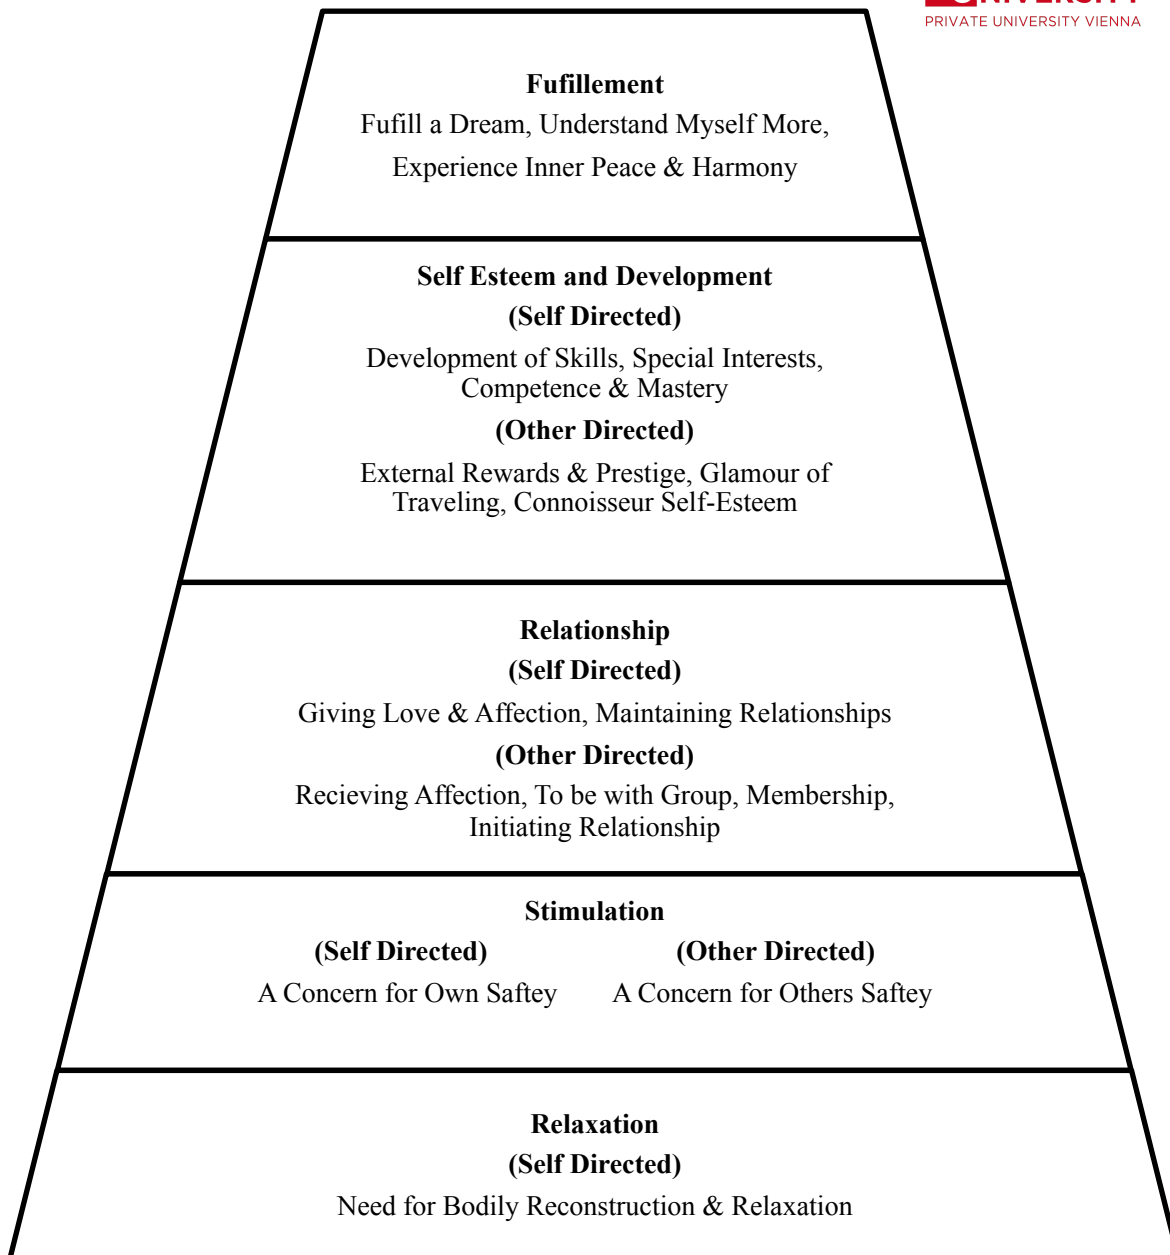 PRIVATE UNIVERSITY VIENNA
Fufillement
Fufill a Dream, Understand Myself More,
Experience Inner Peace & Harmony
Self Esteem and Development
(Self Directed)
Development of Skills, Special Interests,
Competence & Mastery
(Other Directed)
External Rewards & Prestige, Glamour of
Traveling, Connoisseur Self-Esteem
Relationship
(Self Directed)
Giving Love & Affection, Maintaining Relationships
(Other Directed)
Recieving Affection, To be with Group, Membership,
Initiating Relationship
Stimulation
(Self Directed) (Other Directed)
A Concern for Own Saftey A Concern for Others Saftey
Relaxation
(Self Directed)
Need for Bodily Reconstruction & Relaxation